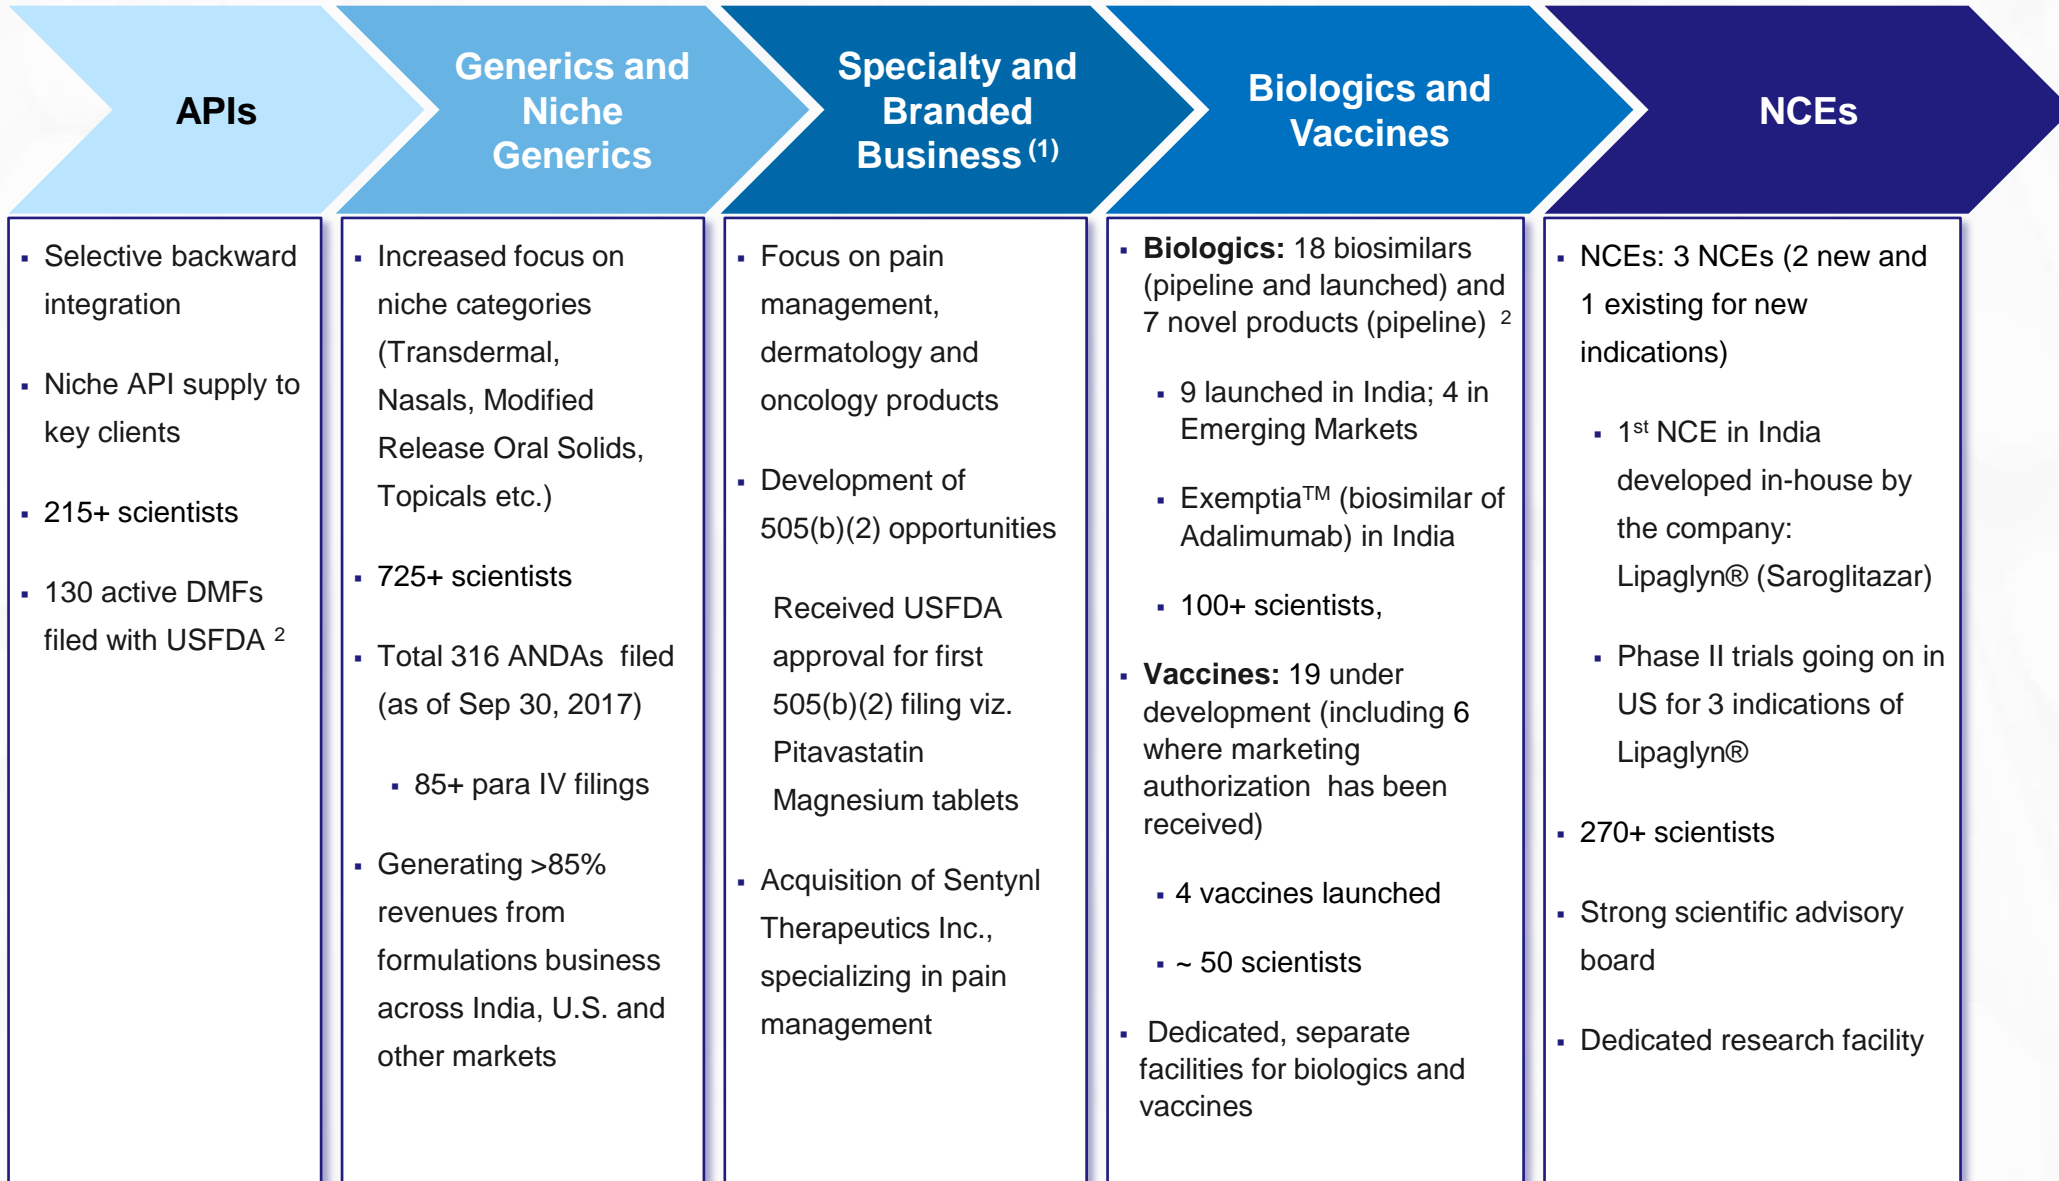 APIs
Generics and
Niche
Generics
Specialty and
Branded
Business (1)
Biologics and
Vaccines
NCEs
▪ Selective backward
integration
▪ Niche API supply to
key clients
▪ 215+ scientists
▪ 130 active DMFs
filed with USFDA 2
▪ Increased focus on
niche categories
(Transdermal,
Nasals, Modified
Release Oral Solids,
Topicals etc.)
▪ 725+ scientists
▪ Total 316 ANDAs  filed
(as of Sep 30, 2017)
▪ 85+ para IV filings
▪ Generating >85%
revenues from
formulations business
across India, U.S. and
other markets
▪ Focus on pain
management,
dermatology and
oncology products
▪ Development of
505(b)(2) opportunities
Received USFDA
approval for first
505(b)(2) filing viz.
Pitavastatin
Magnesium tablets
▪ Acquisition of Sentynl
Therapeutics Inc.,
specializing in pain
management
▪ Biologics: 18 biosimilars
(pipeline and launched) and
7 novel products (pipeline) 2
▪ 9 launched in India; 4 in
Emerging Markets
▪ Exemptia™ (biosimilar of
Adalimumab) in India
▪ 100+ scientists,
▪ Vaccines: 19 under
development (including 6
where marketing
authorization  has been
received)
▪ 4 vaccines launched
▪ ~ 50 scientists
▪ Dedicated, separate
facilities for biologics and
vaccines
▪ NCEs: 3 NCEs (2 new and
1 existing for new
indications)
▪ 1st NCE in India
developed in-house by
the company:
Lipaglyn® (Saroglitazar)
▪ Phase II trials going on in
US for 3 indications of
Lipaglyn®
▪ 270+ scientists
▪ Strong scientific advisory
board
▪ Dedicated research facility